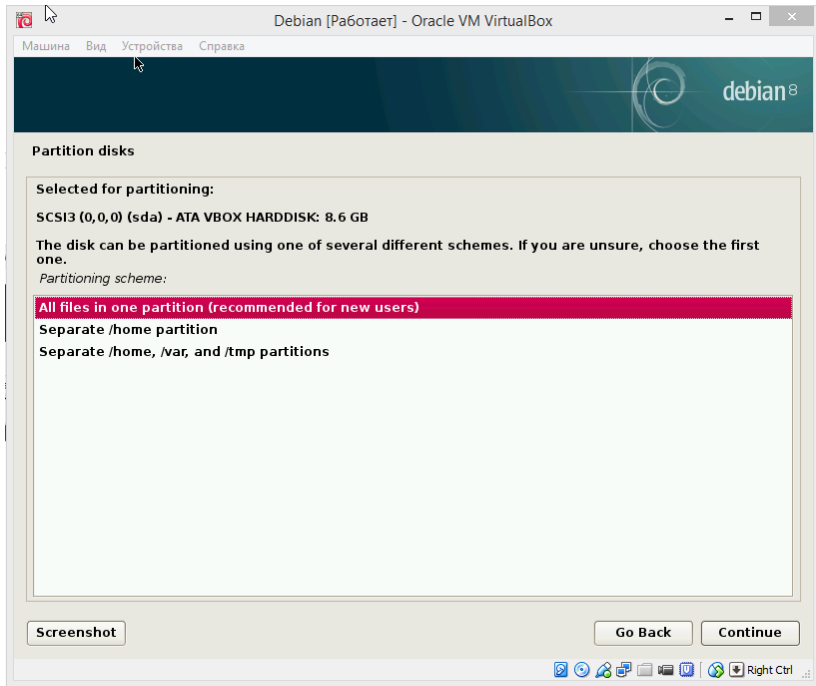 Debian [Работает] - Oracle VM VirtualBox
Машина Вид Устройства Справка
debian 8
Partition disks
Selected for partitioning:
SCSI3 (0,0,0) (sda) - ATA VBOX HARDDISK: 8.6 GB
The disk can be partitioned using one of several different schemes. If you are unsure, choose the first
one.
Partitioning scheme:
All files in one partition (recommended for new users)
Separate /home partition
Separate /home, /var, and /tmp partitions
Screenshot
Go Back
Continue
Right Ctrl